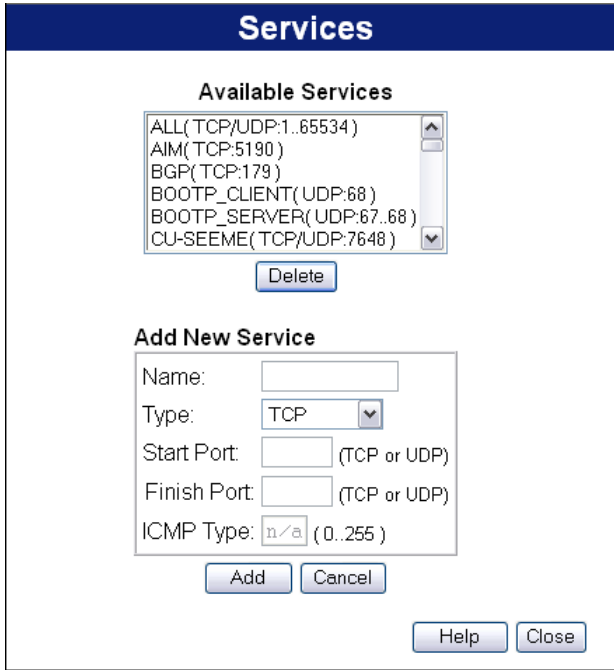 Services
Available Services
ALL(TCP/UDP:1..65534)
AIM(TCP:5190)
BGP(TCP:179)
BOOTP_CLIENT(UDP:68)
BOOTP_SERVER(UDP:67..68)
CU-SEEME(TCP/UDP:7648)
Delete
Add New Service
Name:
Type: TCP
Start Port: (TCP or UDP)
Finish Port: (TCP or UDP)
ICMP Type: n/a (0..255)
Add Cancel
Help Close